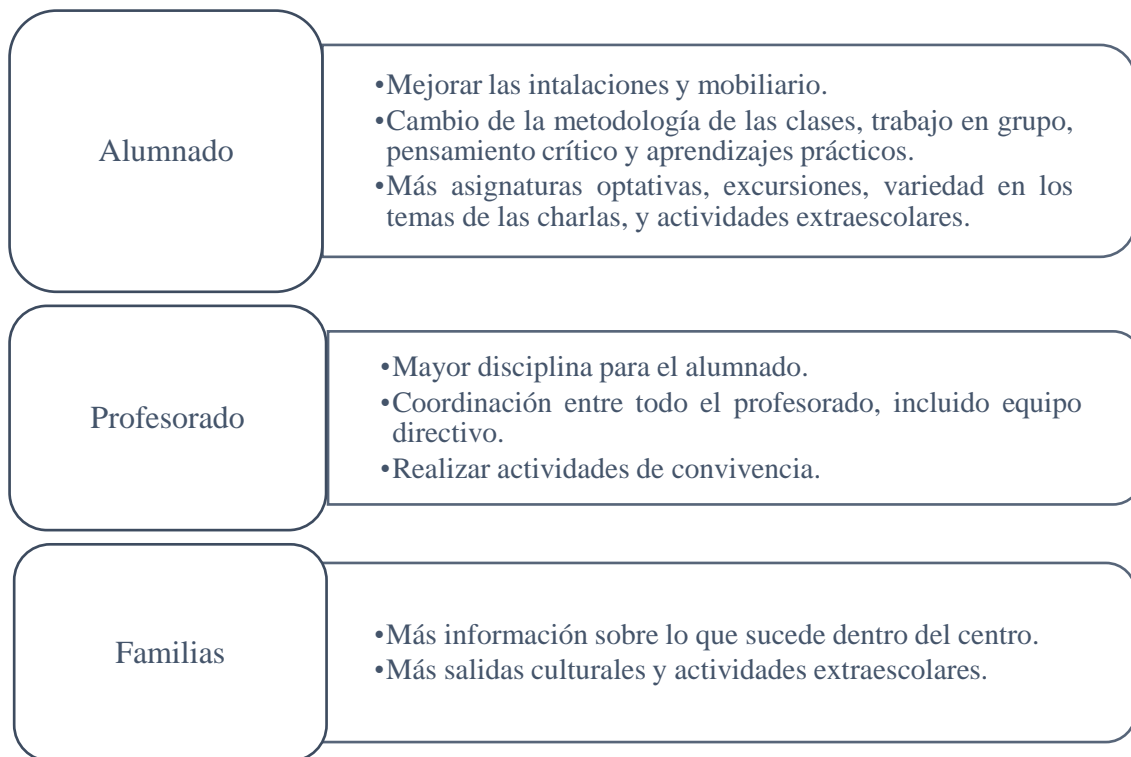 Alumnado
•Mejorar las intalaciones y mobiliario.
•Cambio de la metodología de las clases, trabajo en grupo,
pensamiento crítico y aprendizajes prácticos.
•Más asignaturas optativas, excursiones, variedad en los
temas de las charlas, y actividades extraescolares.
Profesorado
•Mayor disciplina para el alumnado.
•Coordinación entre todo el profesorado, incluido equipo
directivo.
•Realizar actividades de convivencia.
Familias
•Más información sobre lo que sucede dentro del centro.
•Más salidas culturales y actividades extraescolares.